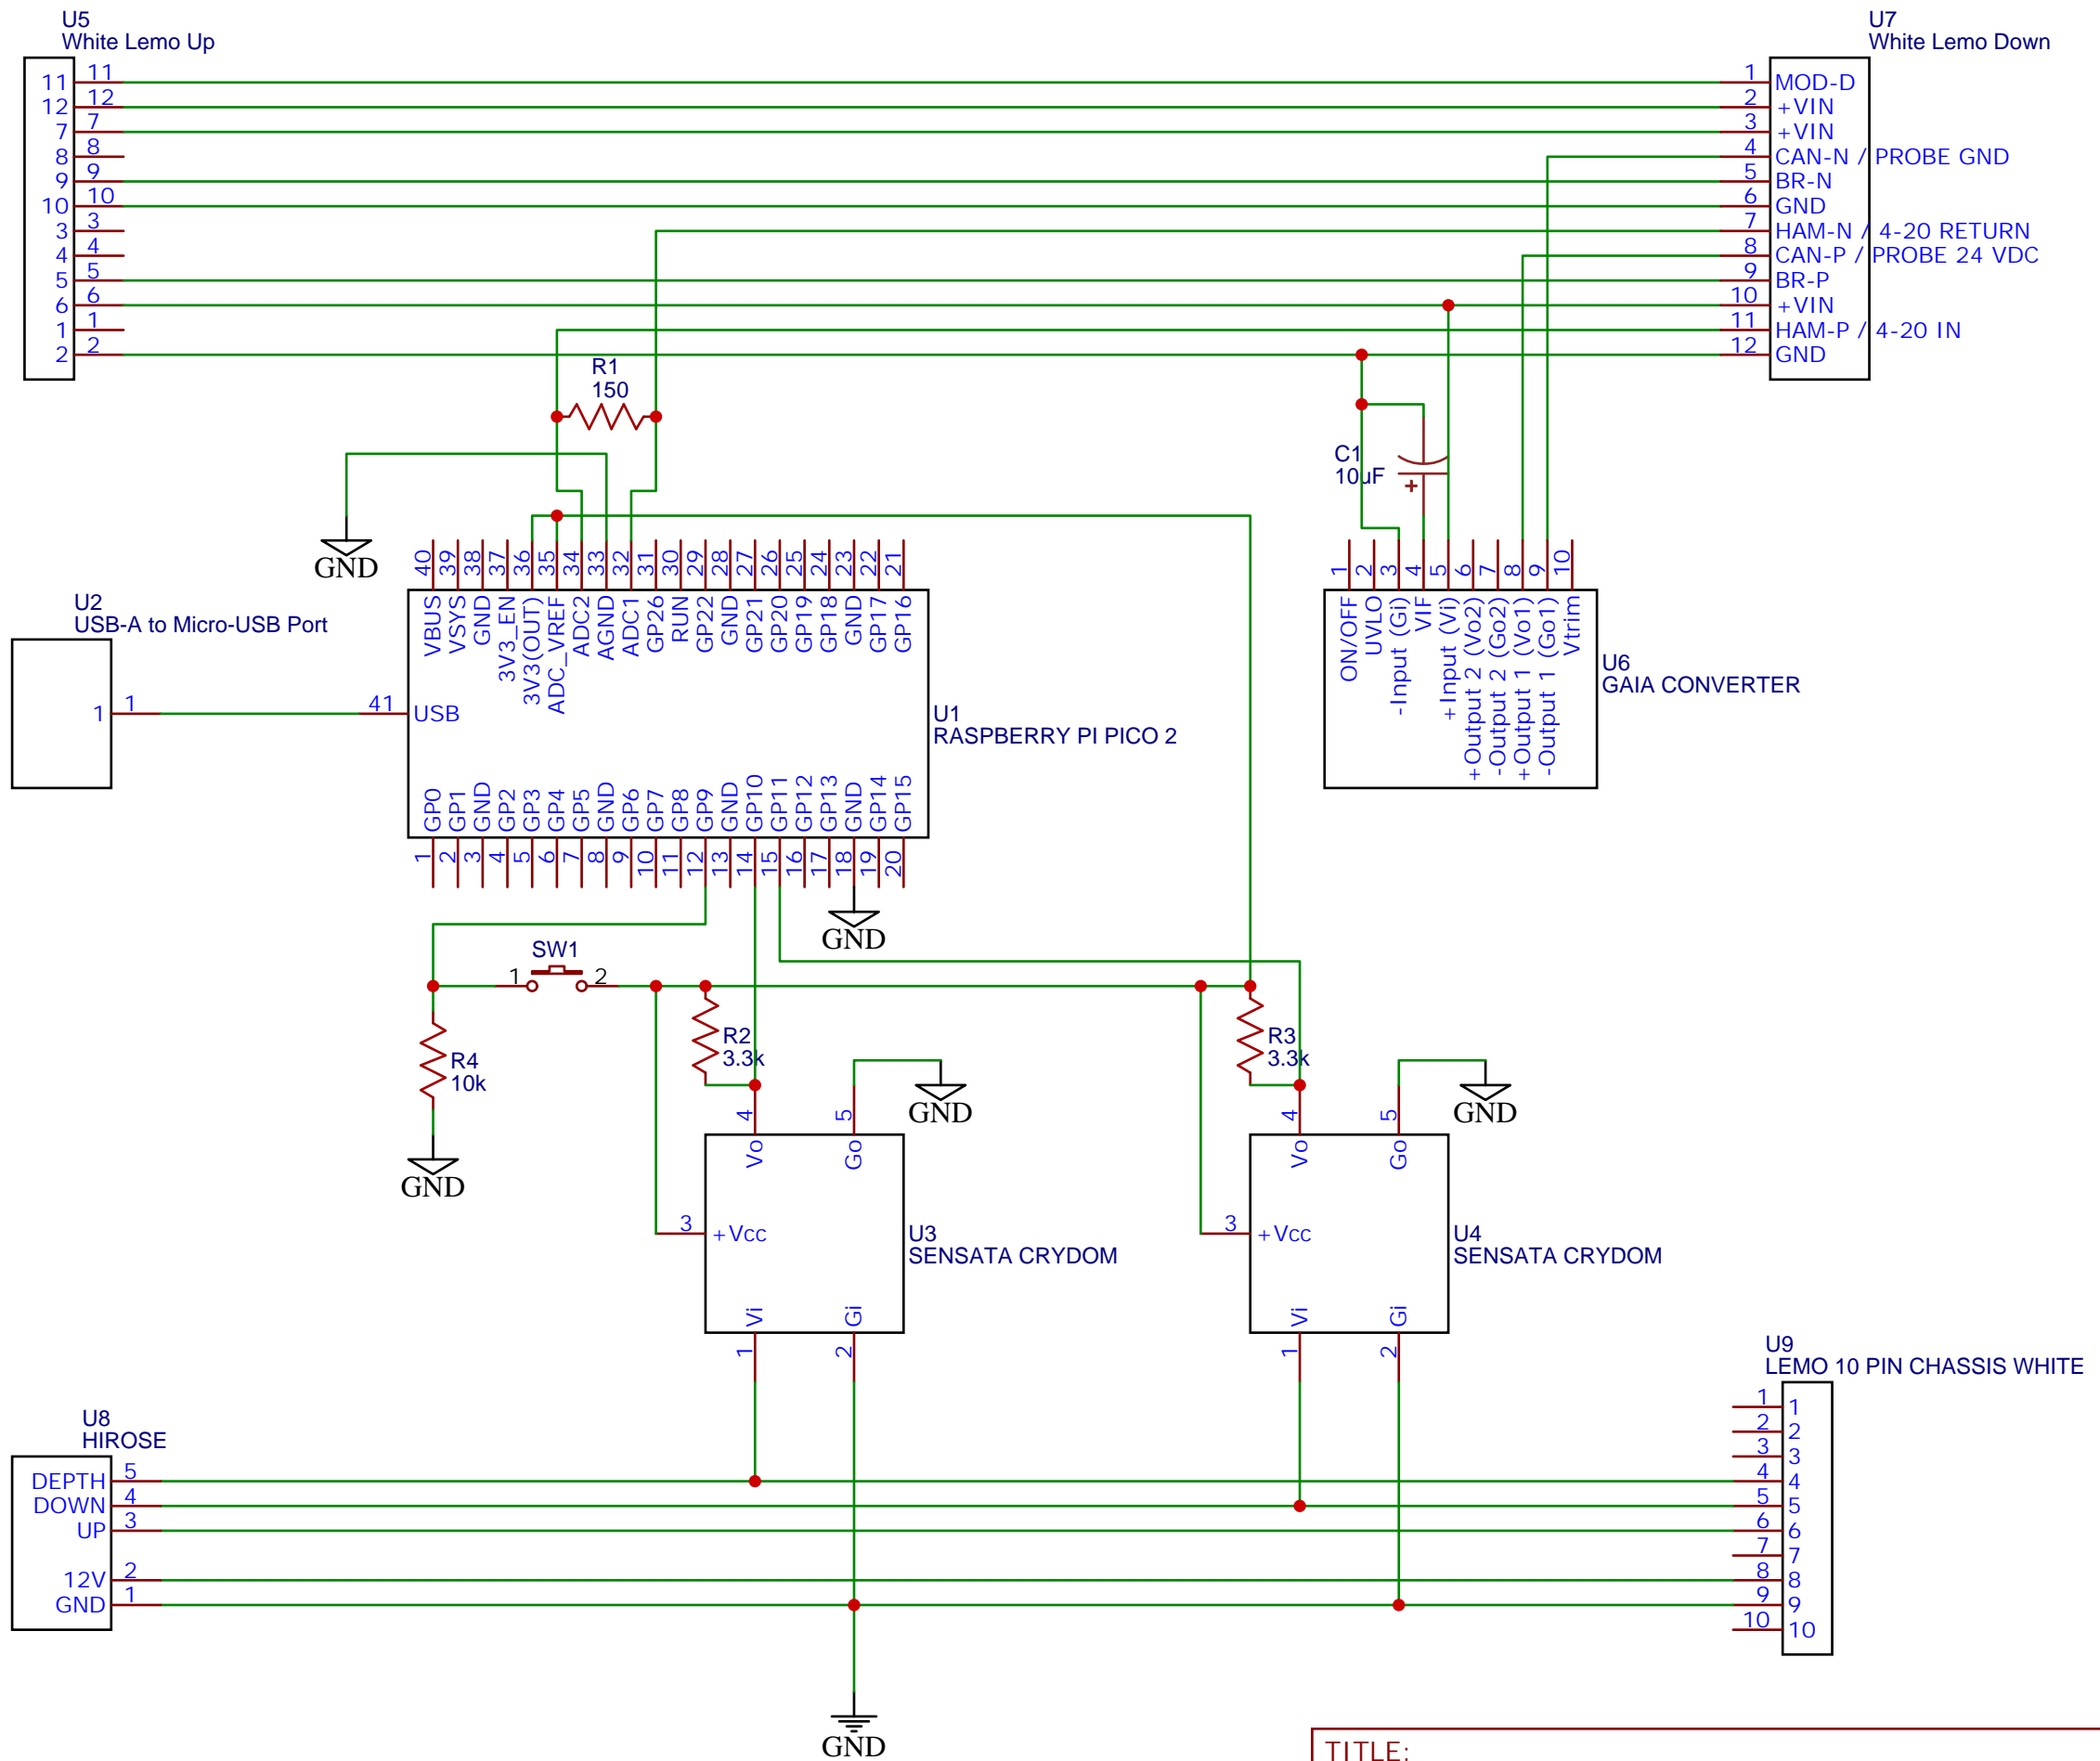 U5
White Lemo Up
11 11
12 12
7 7
8 8
9 9
10 10
3 3
4 4
5 5
6 6
1 1
2 2
U7
White Lemo Down
1 MOD-D
2 +VIN
3 +VIN
4 CAN-N / PROBE GND
5 BR-N
6 GND
7 HAM-N / 4-20 RETURN
8 CAN-P / PROBE 24 VDC
9 BR-P
10 +VIN
11 HAM-P / 4-20 IN
12 GND
R1
150
C1
10uF
+
GND
U2
USB-A to Micro-USB Port
1 1
40 39 38 37 36 35 34 33 32 31 30 29 28 27 26 25 24 23 22 21
VBUS VSYS GND 3V3_EN 3V3(OUT) ADC_VREF ADC2 AGND ADC1 GP26 RUN GP22 GND GP21 GP20 GP19 GP18 GND GP17 GP16
41 USB
U1
RASPBERRY PI PICO 2
GP0 GP1 GND GP2 GP3 GP4 GP5 GND GP6 GP7 GP8 GP9 GND GP10 GP11 GP12 GP13 GND GP14 GP15
1 2 3 4 5 6 7 8 9 10 11 12 13 14 15 16 17 18 19 20
1 2 3 4 5 6 7 8 9 10
ON/OFF UVLO -Input (Gi) VIF +Input (Vi) +Output 2 (Vo2) -Output 2 (Go2) +Output 1 (Vo1) -Output 1 (Go1) Vtrim
U6
GAIA CONVERTER
GND
SW1
1 2
R4
10k
GND
R2
3.3k
GND
R3
3.3k
GND
4 5
Vo Go
3 +Vcc
U3
SENSATA CRYDOM
Vi Gi
1 2
4 5
Vo Go
3 +Vcc
U4
SENSATA CRYDOM
Vi Gi
1 2
U8
HIROSE
DEPTH 5
DOWN 4
UP 3
12V 2
GND 1
U9
LEMO 10 PIN CHASSIS WHITE
1 1
2 2
3 3
4 4
5 5
6 6
7 7
8 8
9 9
10 10
GND
TITLE: